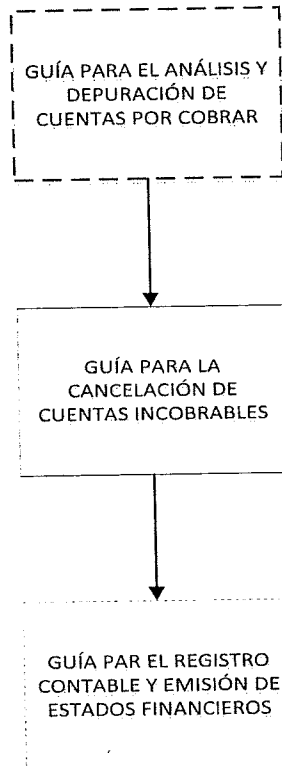 GUÍA PARA EL ANÁLISIS Y
DEPURACIÓN DE
CUENTAS POR COBRAR
GUÍA PARA LA
CANCELACIÓN DE
CUENTAS INCOBRABLES
GUÍA PAR EL REGISTRO
CONTABLE Y EMISIÓN DE
ESTADOS FINANCIEROS